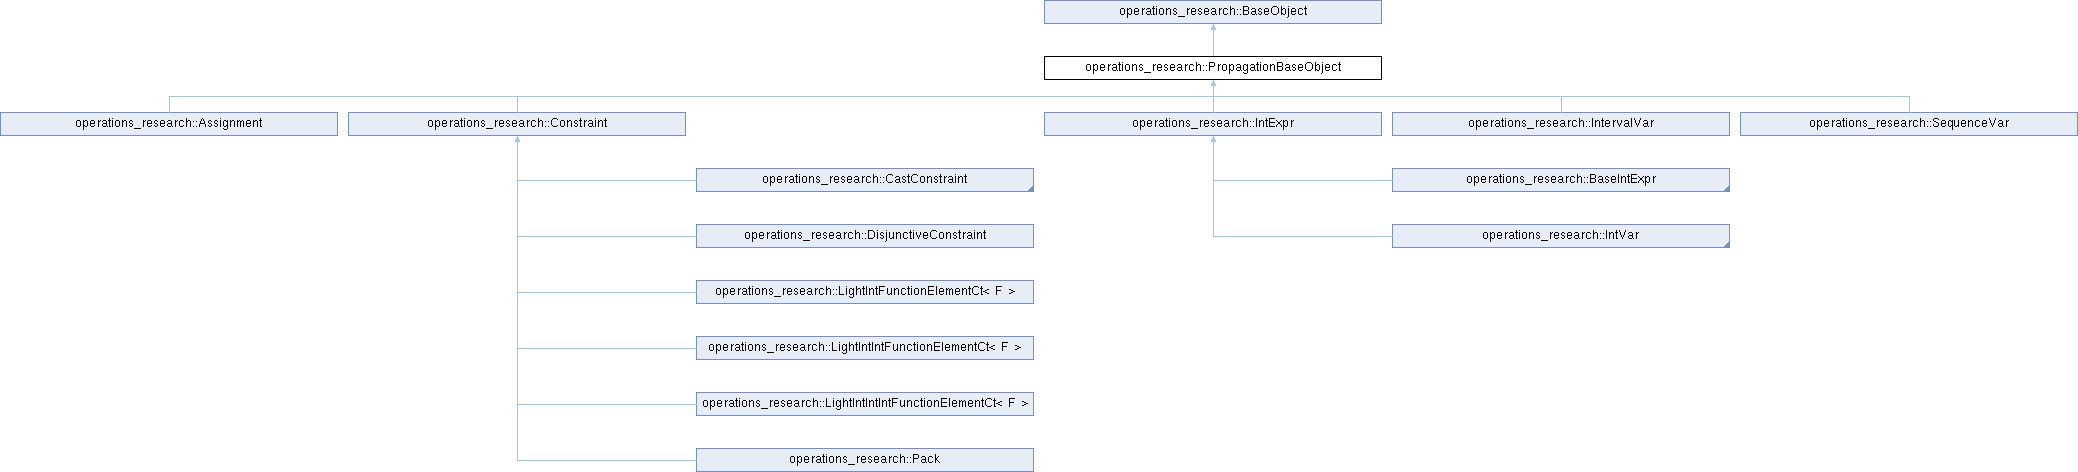 operations_research::BaseObject
operations_research::PropagationBaseObject
operations_research::Assignment
operations_research::Constraint
operations_research::IntExpr
operations_research::IntervalVar
operations_research::SequenceVar
operations_research::CastConstraint
operations_research::BaseIntExpr
operations_research::DisjunctiveConstraint
operations_research::IntVar
operations_research::LightIntFunctionElementCt< F >
operations_research::LightIntIntFunctionElementCt< F >
operations_research::LightIntIntIntFunctionElementCt< F >
operations_research::Pack